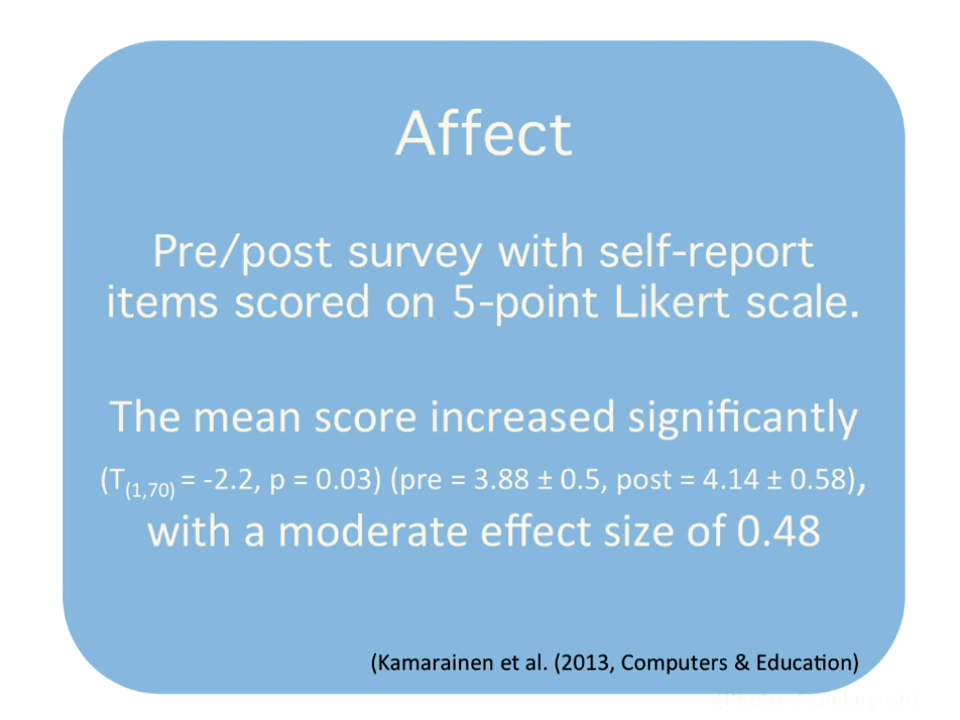 Affect
Pre/post survey with self-report
items scored on 5-point Likert scale.
The mean score increased significantly
(T(1,70) = -2.2, p = 0.03) (pre = 3.88 ± 0.5, post = 4.14 ± 0.58),
with a moderate effect size of 0.48
(Kamarainen et al. (2013, Computers & Education)